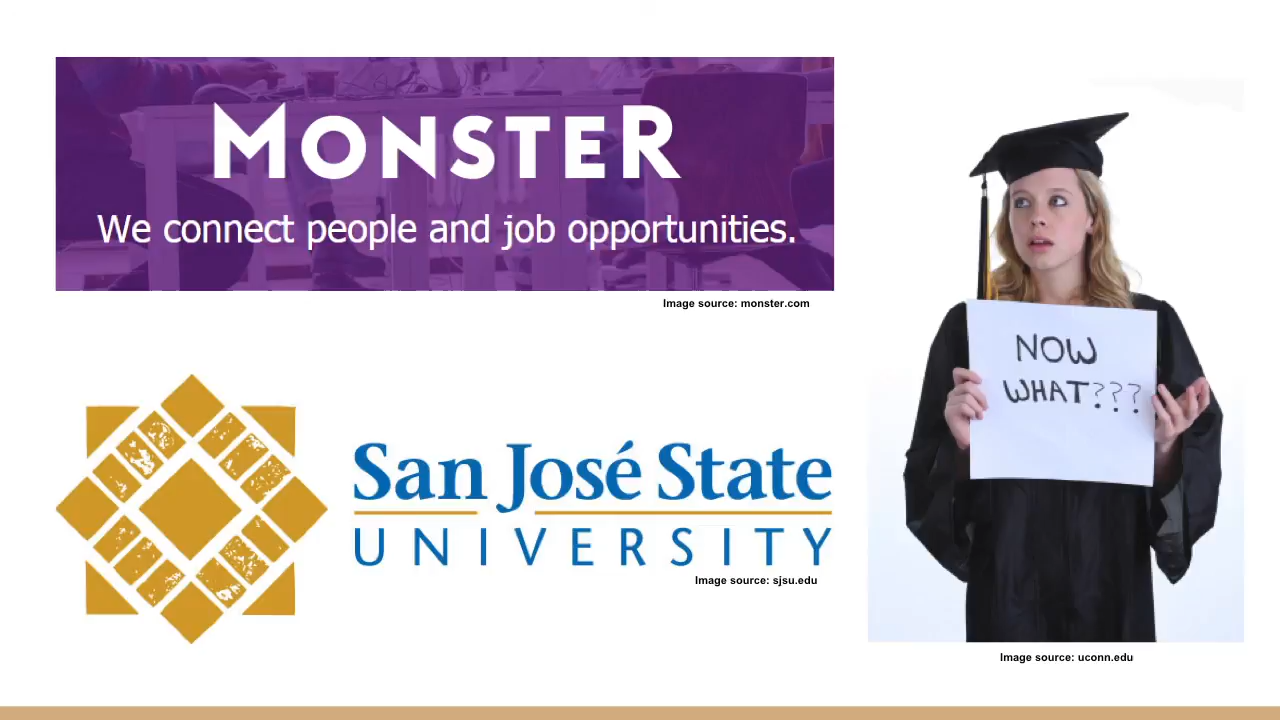 MONSTER
We connect people and job opportunities.
Image source: monster.com
San José State
UNIVERSITY
Image source: sjsu.edu
NOW
WHAT???
Image source: uconn.edu